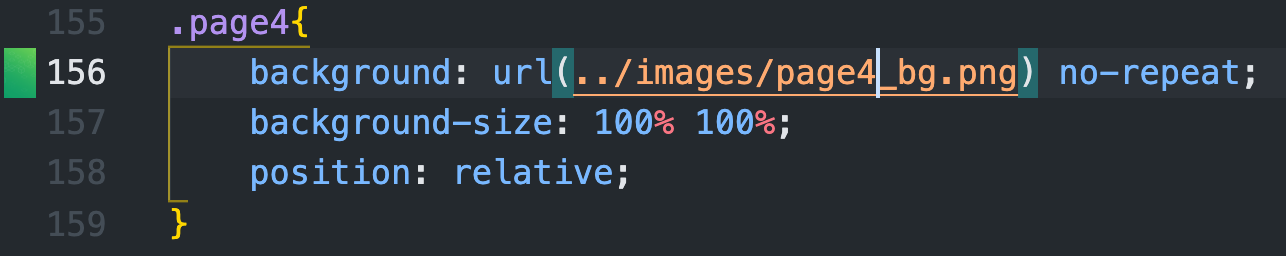 155 .page4{
156 background: url(../images/page4_bg.png) no-repeat;
157 background-size: 100% 100%;
158 position: relative;
159 }